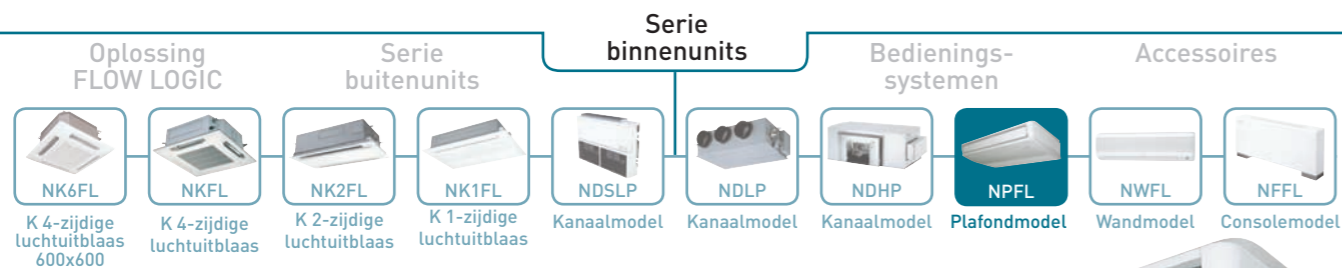 Oplossing
FLOW LOGIC
Serie
buitenunits
Serie
binnenunits
Bedienings-
systemen
Accessoires
NK6FL
NKFL
NK2FL
NK1FL
NDSLP
NDLP
NDHP
NPFL
NWFL
NFFL
K 4-zijdige
luchtuitblaas
600x600
K 4-zijdige
luchtuitblaas
K 2-zijdige
luchtuitblaas
K 1-zijdige
luchtuitblaas
Kanaalmodel
Kanaalmodel
Kanaalmodel
Plafondmodel
Wandmodel
Consolemodel